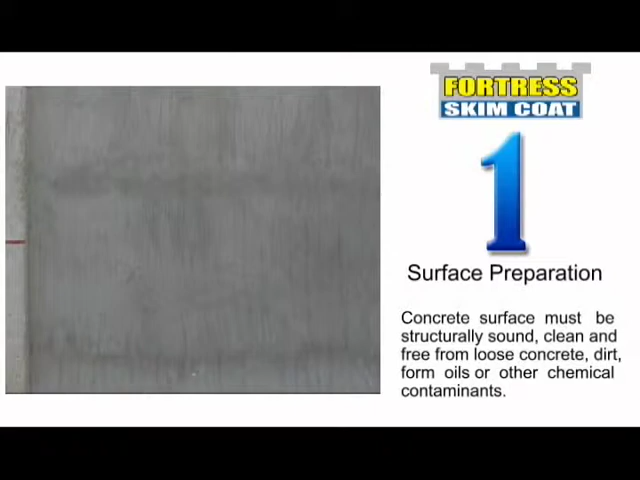 FORTRESS
SKIM COAT
1
Surface Preparation
Concrete surface must be
structurally sound, clean and
free from loose concrete, dirt,
form oils or other chemical
contaminants.